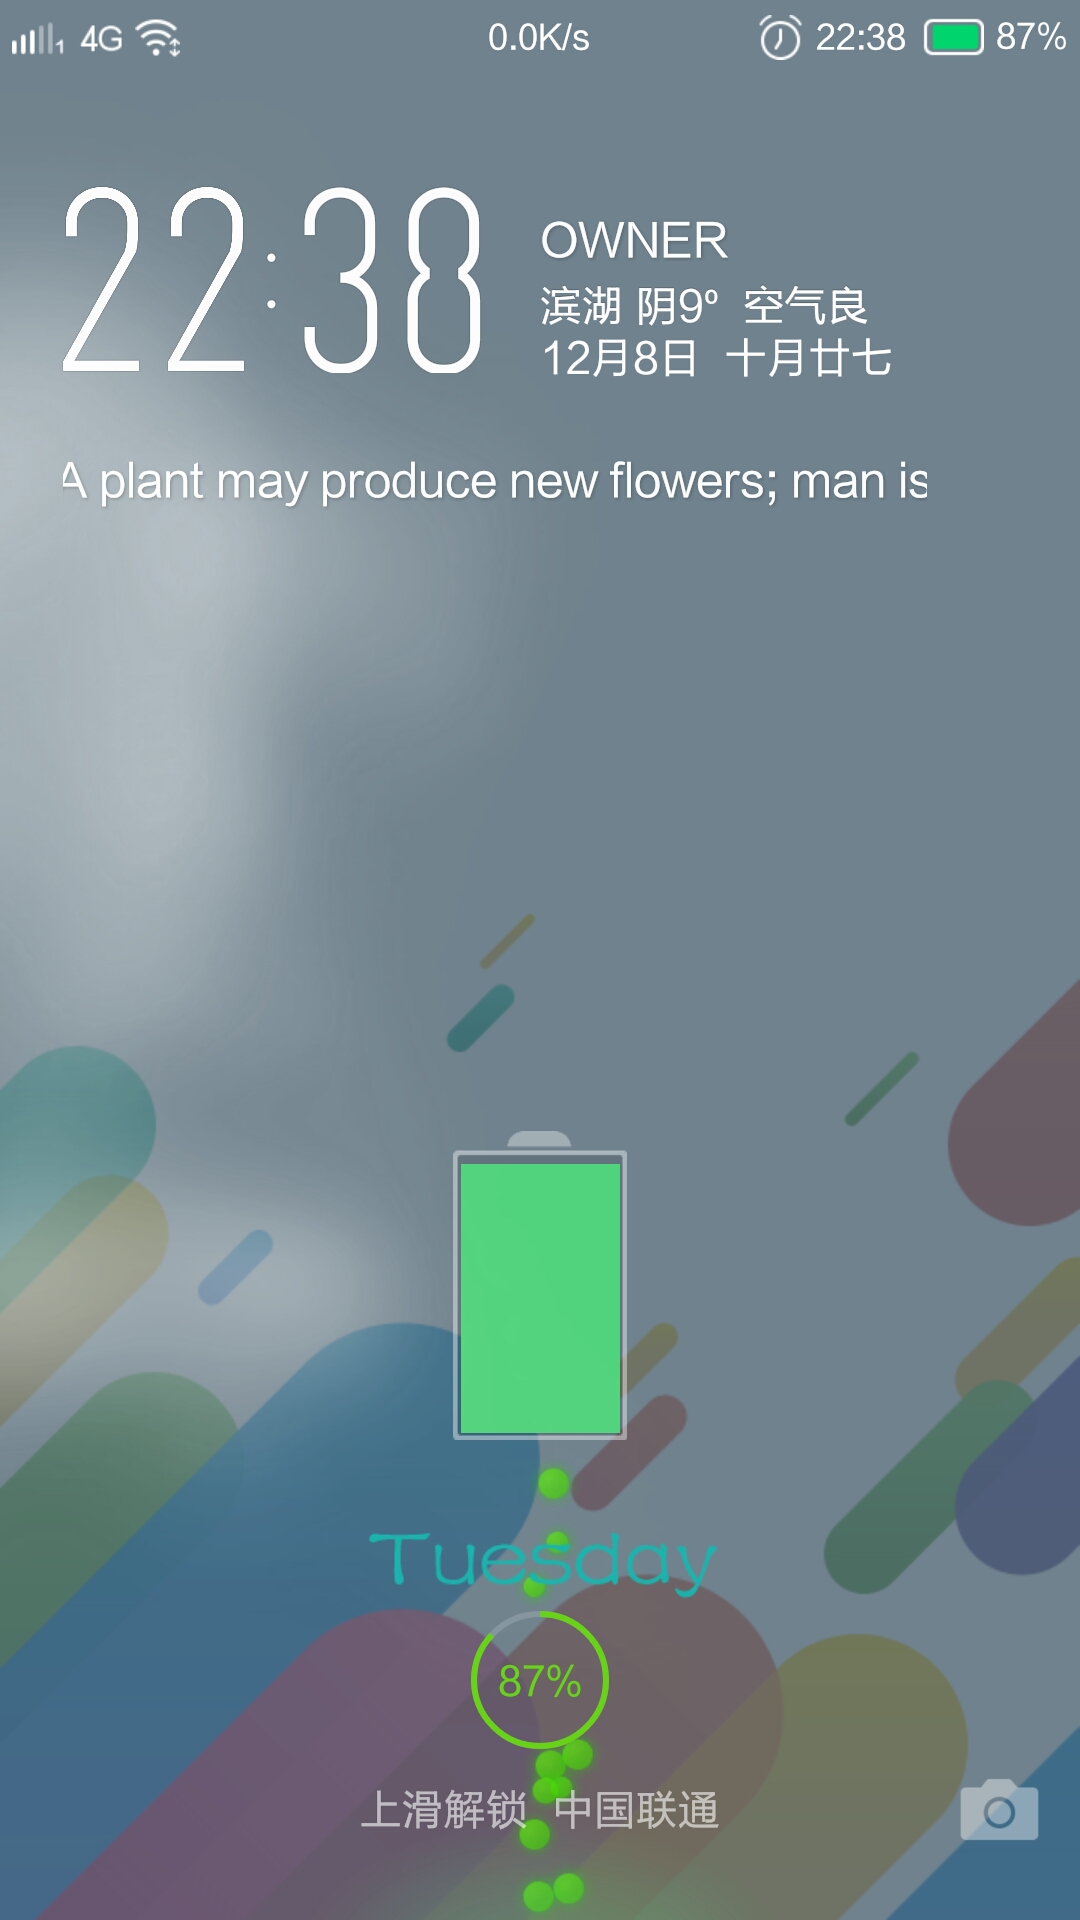 4G 0.0K/s 22:38 87%
22:38
OWNER
滨湖 阴9° 空气良
12月8日 十月廿七
A plant may produce new flowers; man is
Tuesday
87%
上滑解锁 中国联通